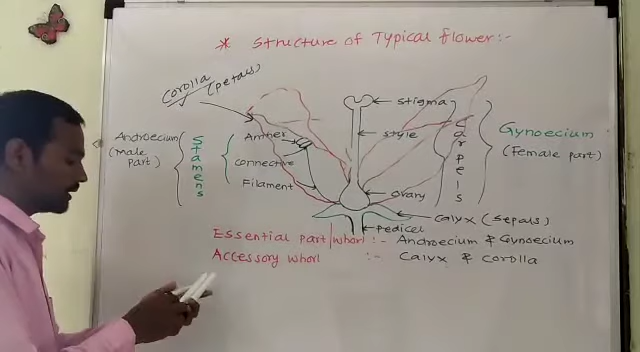 * Structure of Typical flower:-
Corolla
(petals)
Androecium
(Male
part)
Stamens
Anther
connective
Filament
stigma
style
ovary
Carpels
Gynoecium
(Female part)
Calyx (Sepals)
Pedicel
Essential part/whorl :- Androecium & Gynoecium
Accessory whorl :- Calyx & Corolla